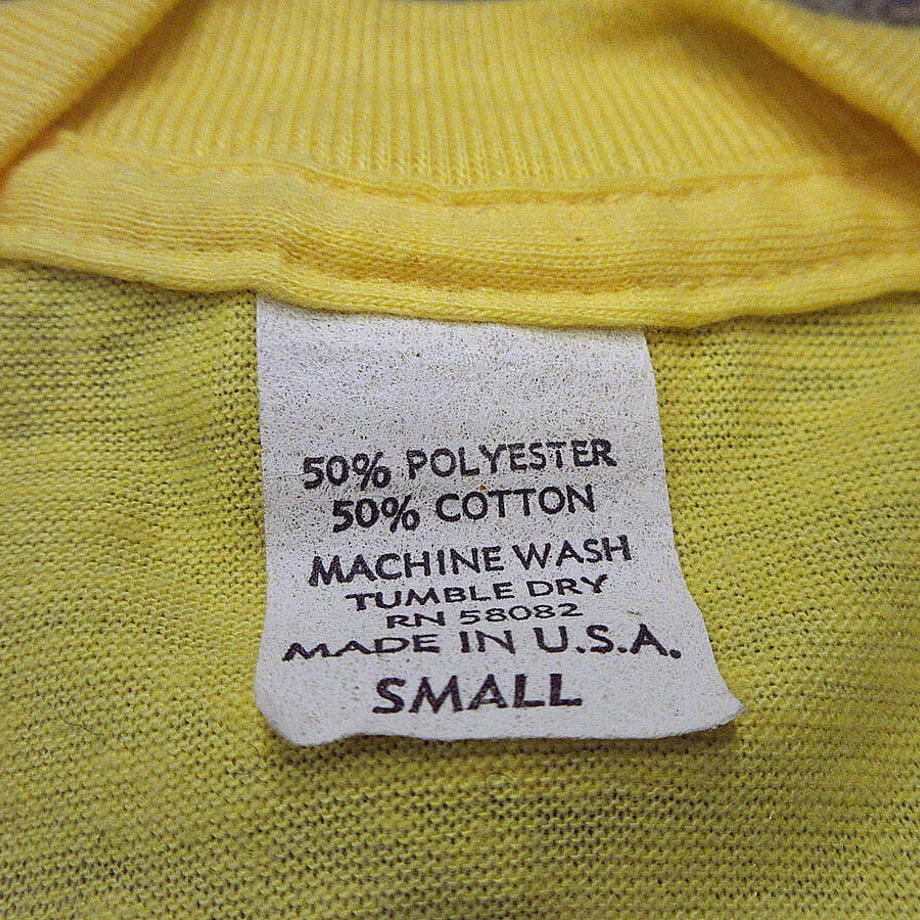 50% POLYESTER
50% COTTON
MACHINE WASH
TUMBLE DRY
RN 58082
MADE IN U.S.A.
SMALL